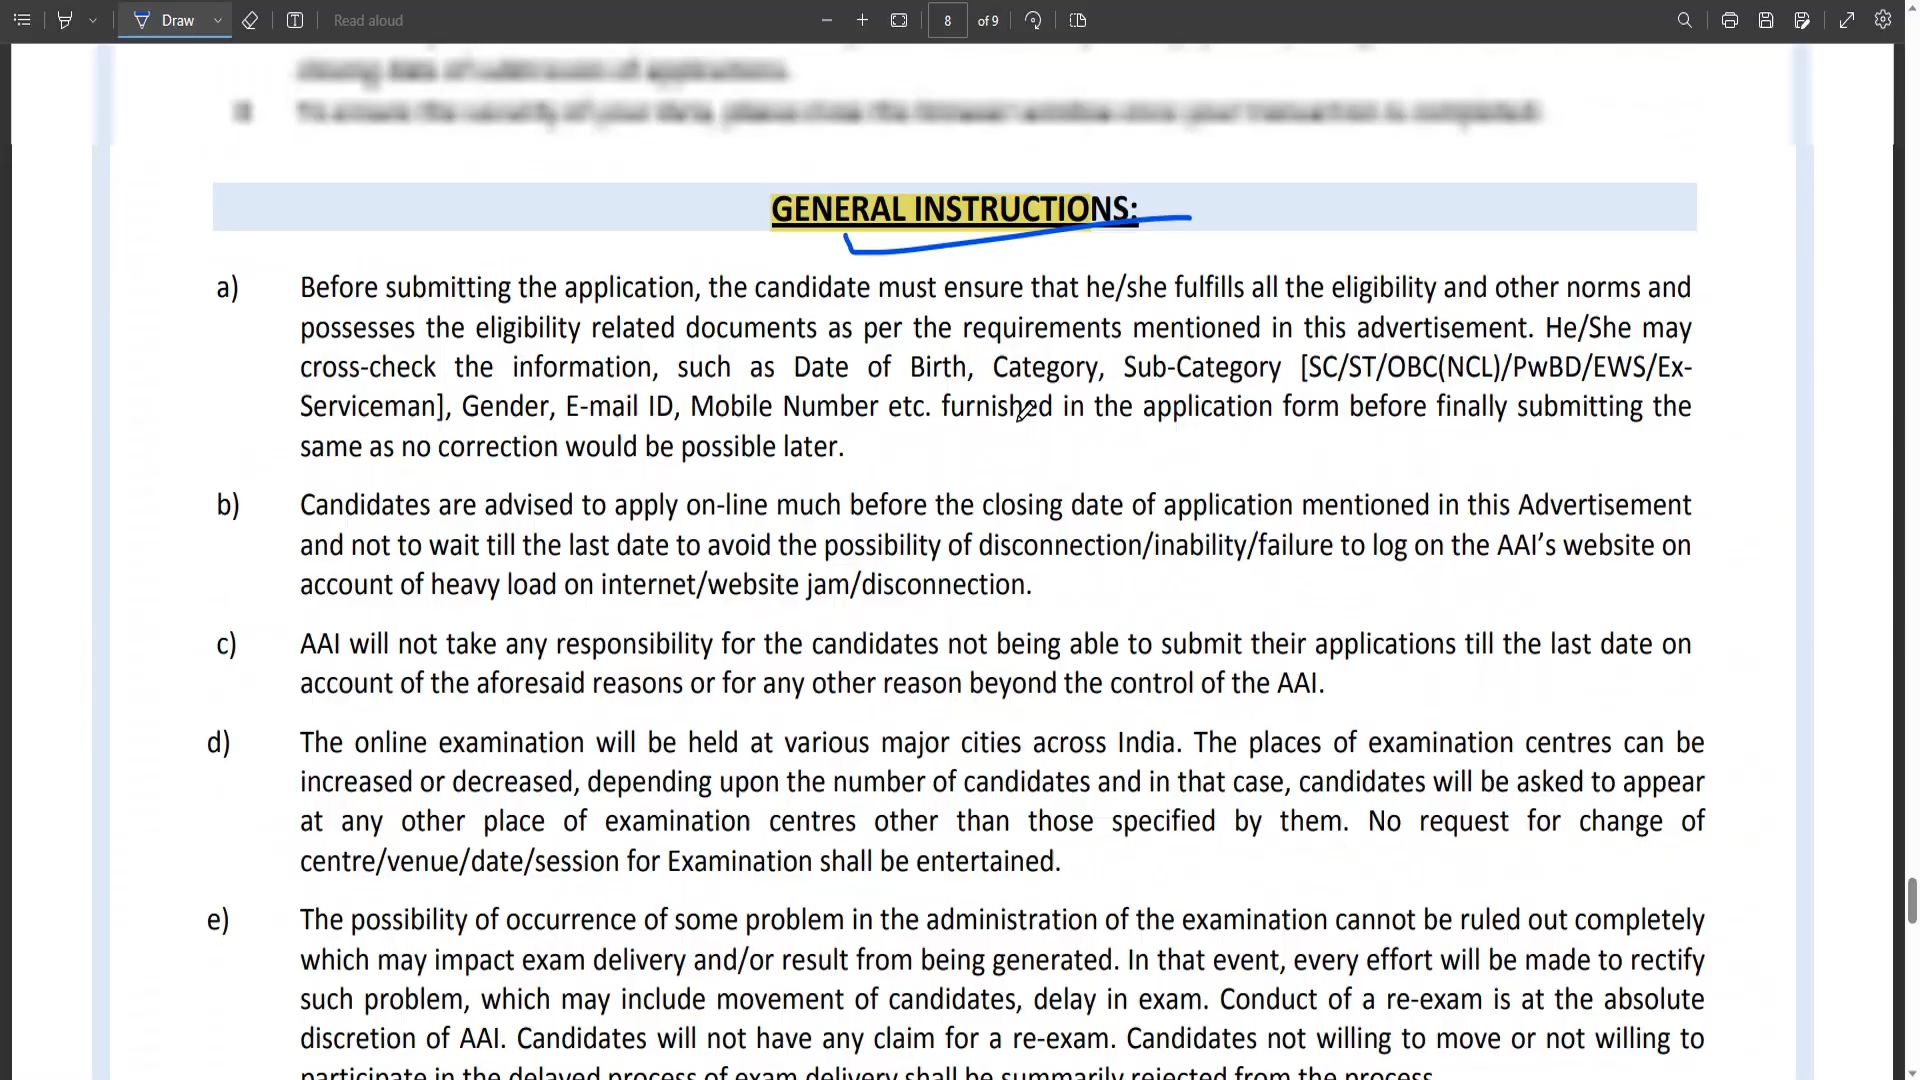 Draw
Read aloud
8 of 9
GENERAL INSTRUCTIONS:
a) Before submitting the application, the candidate must ensure that he/she fulfills all the eligibility and other norms and
possesses the eligibility related documents as per the requirements mentioned in this advertisement. He/She may
cross-check the information, such as Date of Birth, Category, Sub-Category [SC/ST/OBC(NCL)/PwBD/EWS/Ex-
Serviceman], Gender, E-mail ID, Mobile Number etc. furnished in the application form before finally submitting the
same as no correction would be possible later.
b) Candidates are advised to apply on-line much before the closing date of application mentioned in this Advertisement
and not to wait till the last date to avoid the possibility of disconnection/inability/failure to log on the AAI’s website on
account of heavy load on internet/website jam/disconnection.
c) AAI will not take any responsibility for the candidates not being able to submit their applications till the last date on
account of the aforesaid reasons or for any other reason beyond the control of the AAI.
d) The online examination will be held at various major cities across India. The places of examination centres can be
increased or decreased, depending upon the number of candidates and in that case, candidates will be asked to appear
at any other place of examination centres other than those specified by them. No request for change of
centre/venue/date/session for Examination shall be entertained.
e) The possibility of occurrence of some problem in the administration of the examination cannot be ruled out completely
which may impact exam delivery and/or result from being generated. In that event, every effort will be made to rectify
such problem, which may include movement of candidates, delay in exam. Conduct of a re-exam is at the absolute
discretion of AAI. Candidates will not have any claim for a re-exam. Candidates not willing to move or not willing to
participate in the delayed process of exam delivery shall be summarily rejected from the process.